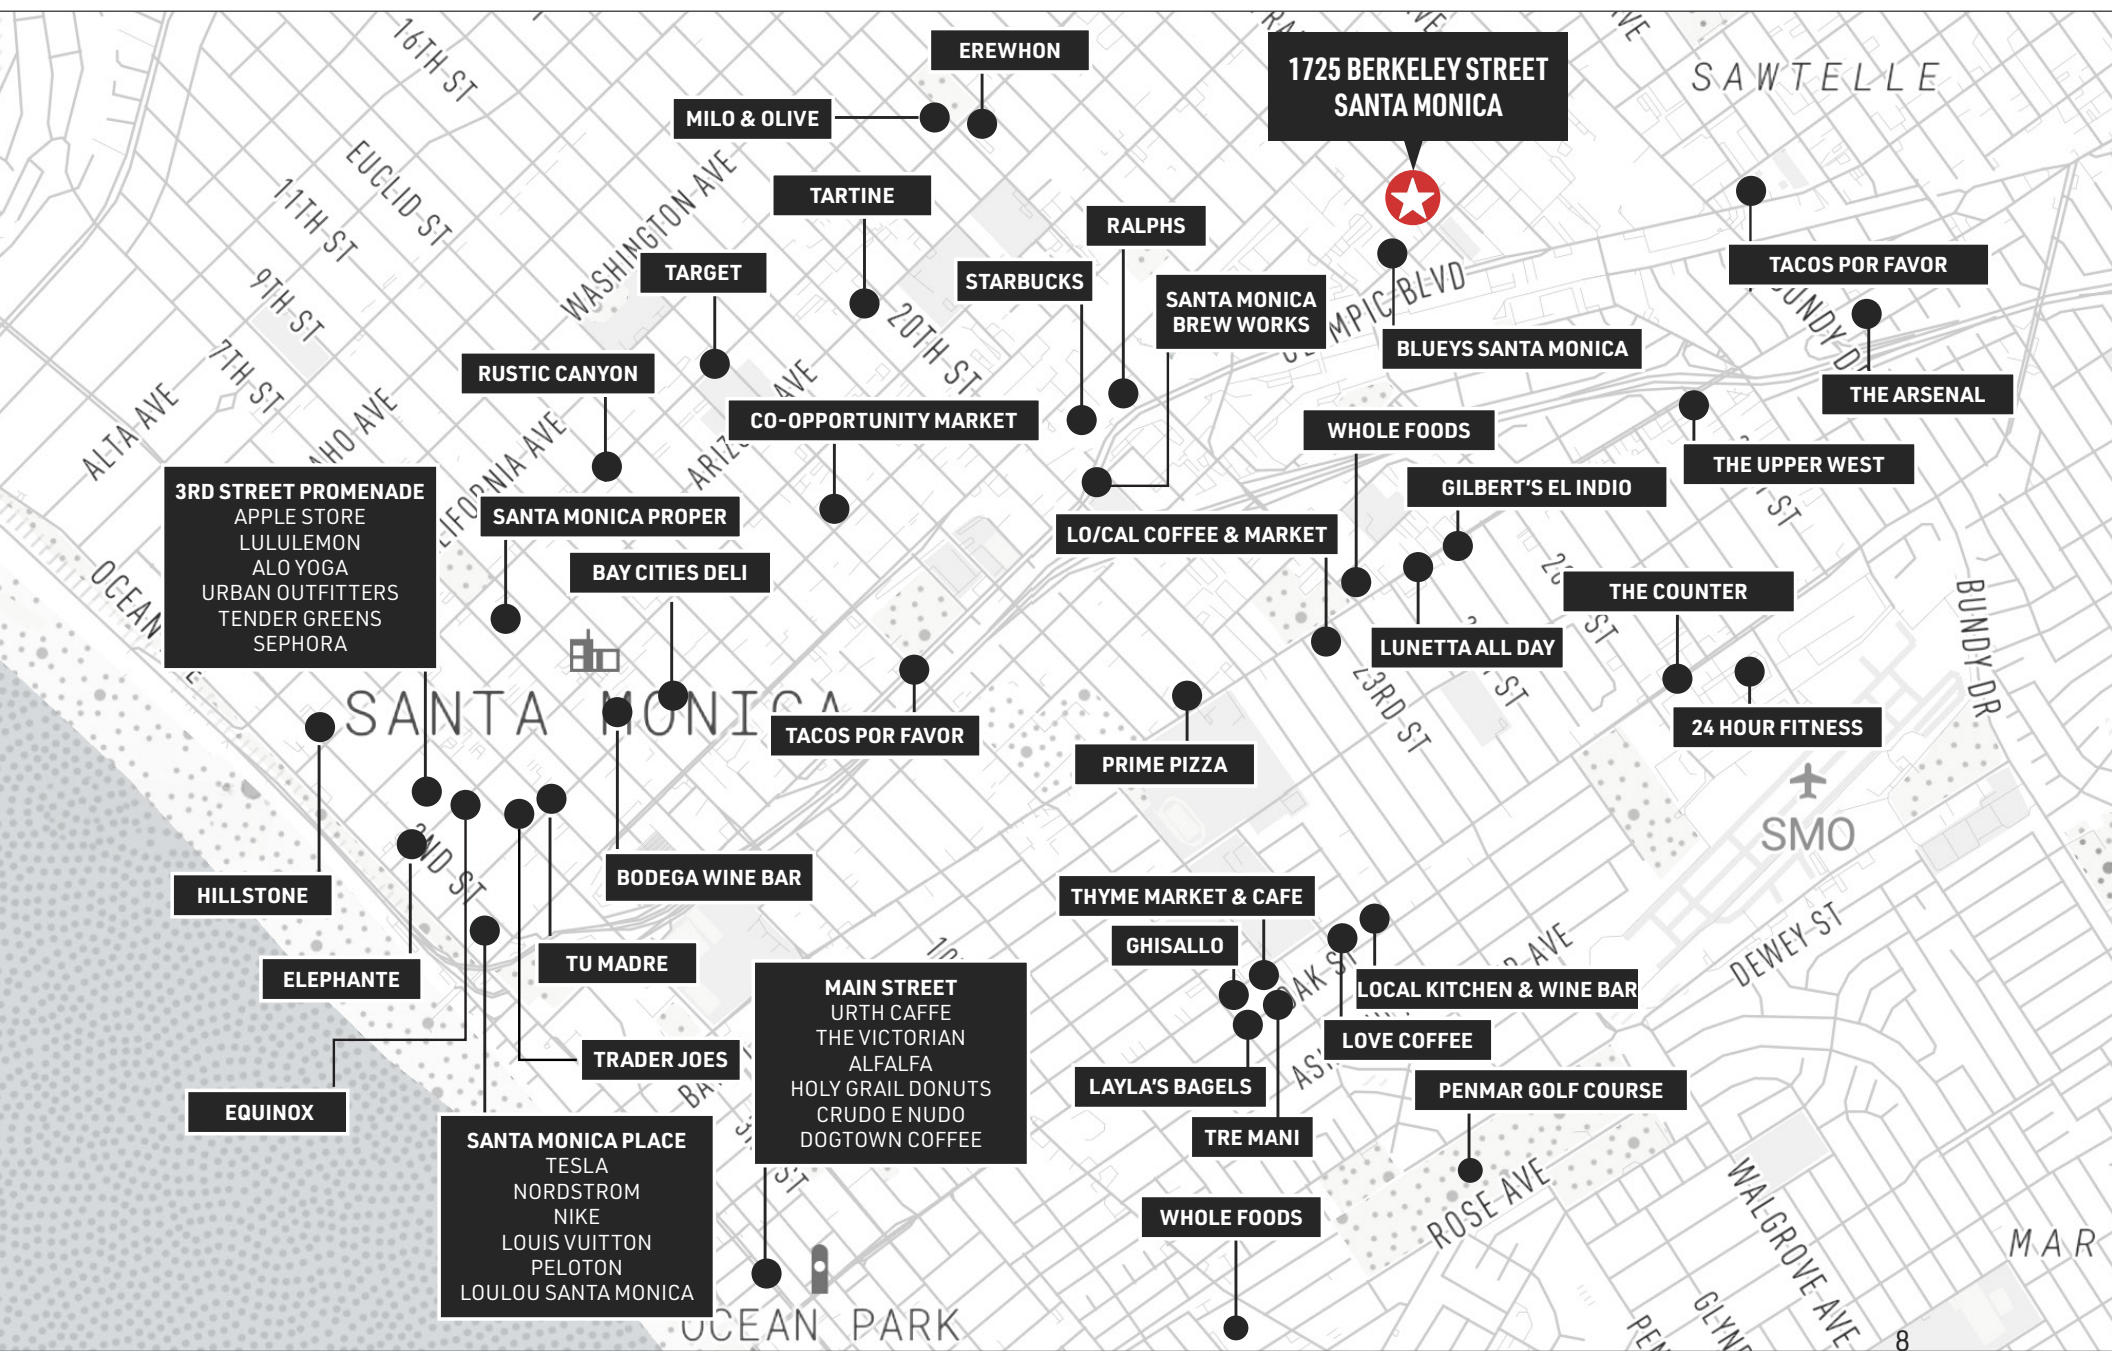 16TH ST
EREWHON
1725 BERKELEY STREET
SANTA MONICA
SAWTELLE
MILO & OLIVE
EUCLID ST
11TH ST
WASHINGTON AVE
TARTINE
RALPHS
TARGET
STARBUCKS
SANTA MONICA
BREW WORKS
TACOS POR FAVOR
9TH ST
20TH ST
BLUEYS SANTA MONICA
7TH ST
RUSTIC CANYON
THE ARSENAL
ALTA AVE
CO-OPPORTUNITY MARKET
WHOLE FOODS
THE UPPER WEST
3RD STREET PROMENADE
APPLE STORE
LULULEMON
ALO YOGA
URBAN OUTFITTERS
TENDER GREENS
SEPHORA
GILBERT'S EL INDIO
SANTA MONICA PROPER
LO/CAL COFFEE & MARKET
BAY CITIES DELI
OCEAN
THE COUNTER
BUNDY DR
LUNETTA ALL DAY
23RD ST
SANTA MONICA
TACOS POR FAVOR
24 HOUR FITNESS
PRIME PIZZA
SMO
2ND ST
BODEGA WINE BAR
HILLSTONE
THYME MARKET & CAFE
GHISALLO
DEWEY ST
TU MADRE
ELEPHANTE
OAK ST
LOCAL KITCHEN & WINE BAR
MAIN STREET
URTH CAFFE
THE VICTORIAN
ALFALFA
HOLY GRAIL DONUTS
CRUDO E NUDO
DOGTOWN COFFEE
LOVE COFFEE
TRADER JOES
LAYLA'S BAGELS
PENMAR GOLF COURSE
EQUINOX
TRE MANI
SANTA MONICA PLACE
TESLA
NORDSTROM
NIKE
LOUIS VUITTON
PELOTON
LOULOU SANTA MONICA
ROSE AVE
WALGROVE AVE
WHOLE FOODS
MAR
OCEAN PARK
8